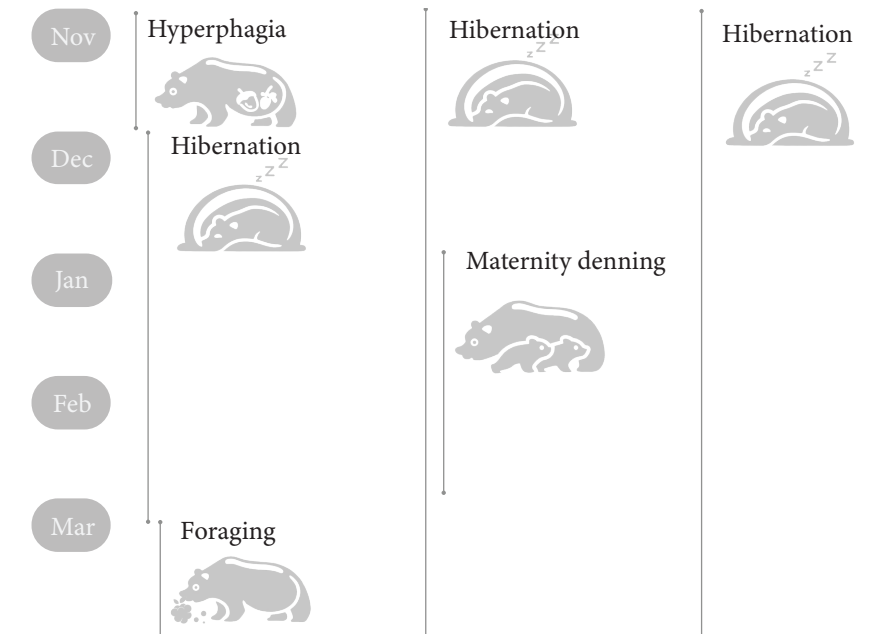 Nov
Hyperphagia
Hibernation
Hibernation
z z Z
z z Z
Dec
Hibernation
z z Z
Jan
Maternity denning
Feb
Mar
Foraging